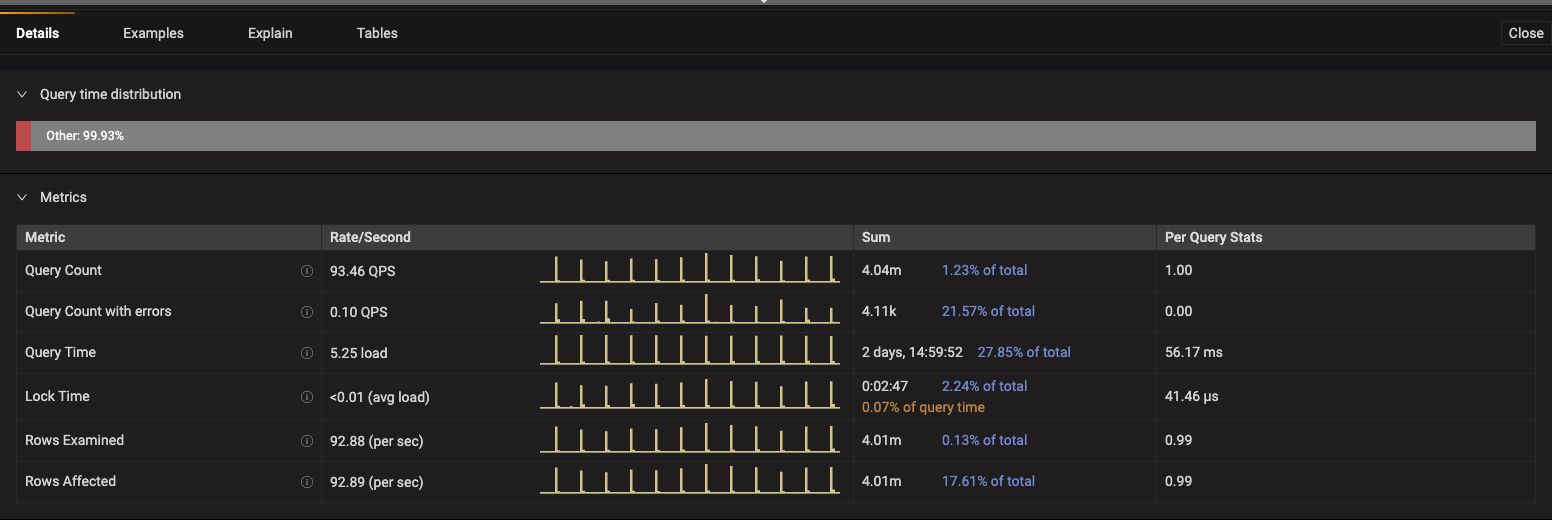 Details Examples Explain Tables Close
Query time distribution
Other: 99.93%
Metrics
Metric Rate/Second Sum Per Query Stats
Query Count 93.46 QPS 4.04m 1.23% of total 1.00
Query Count with errors 0.10 QPS 4.11k 21.57% of total 0.00
Query Time 5.25 load 2 days, 14:59:52 27.85% of total 56.17 ms
Lock Time <0.01 (avg load) 0:02:47 2.24% of total 41.46 µs
0.07% of query time
Rows Examined 92.88 (per sec) 4.01m 0.13% of total 0.99
Rows Affected 92.89 (per sec) 4.01m 17.61% of total 0.99